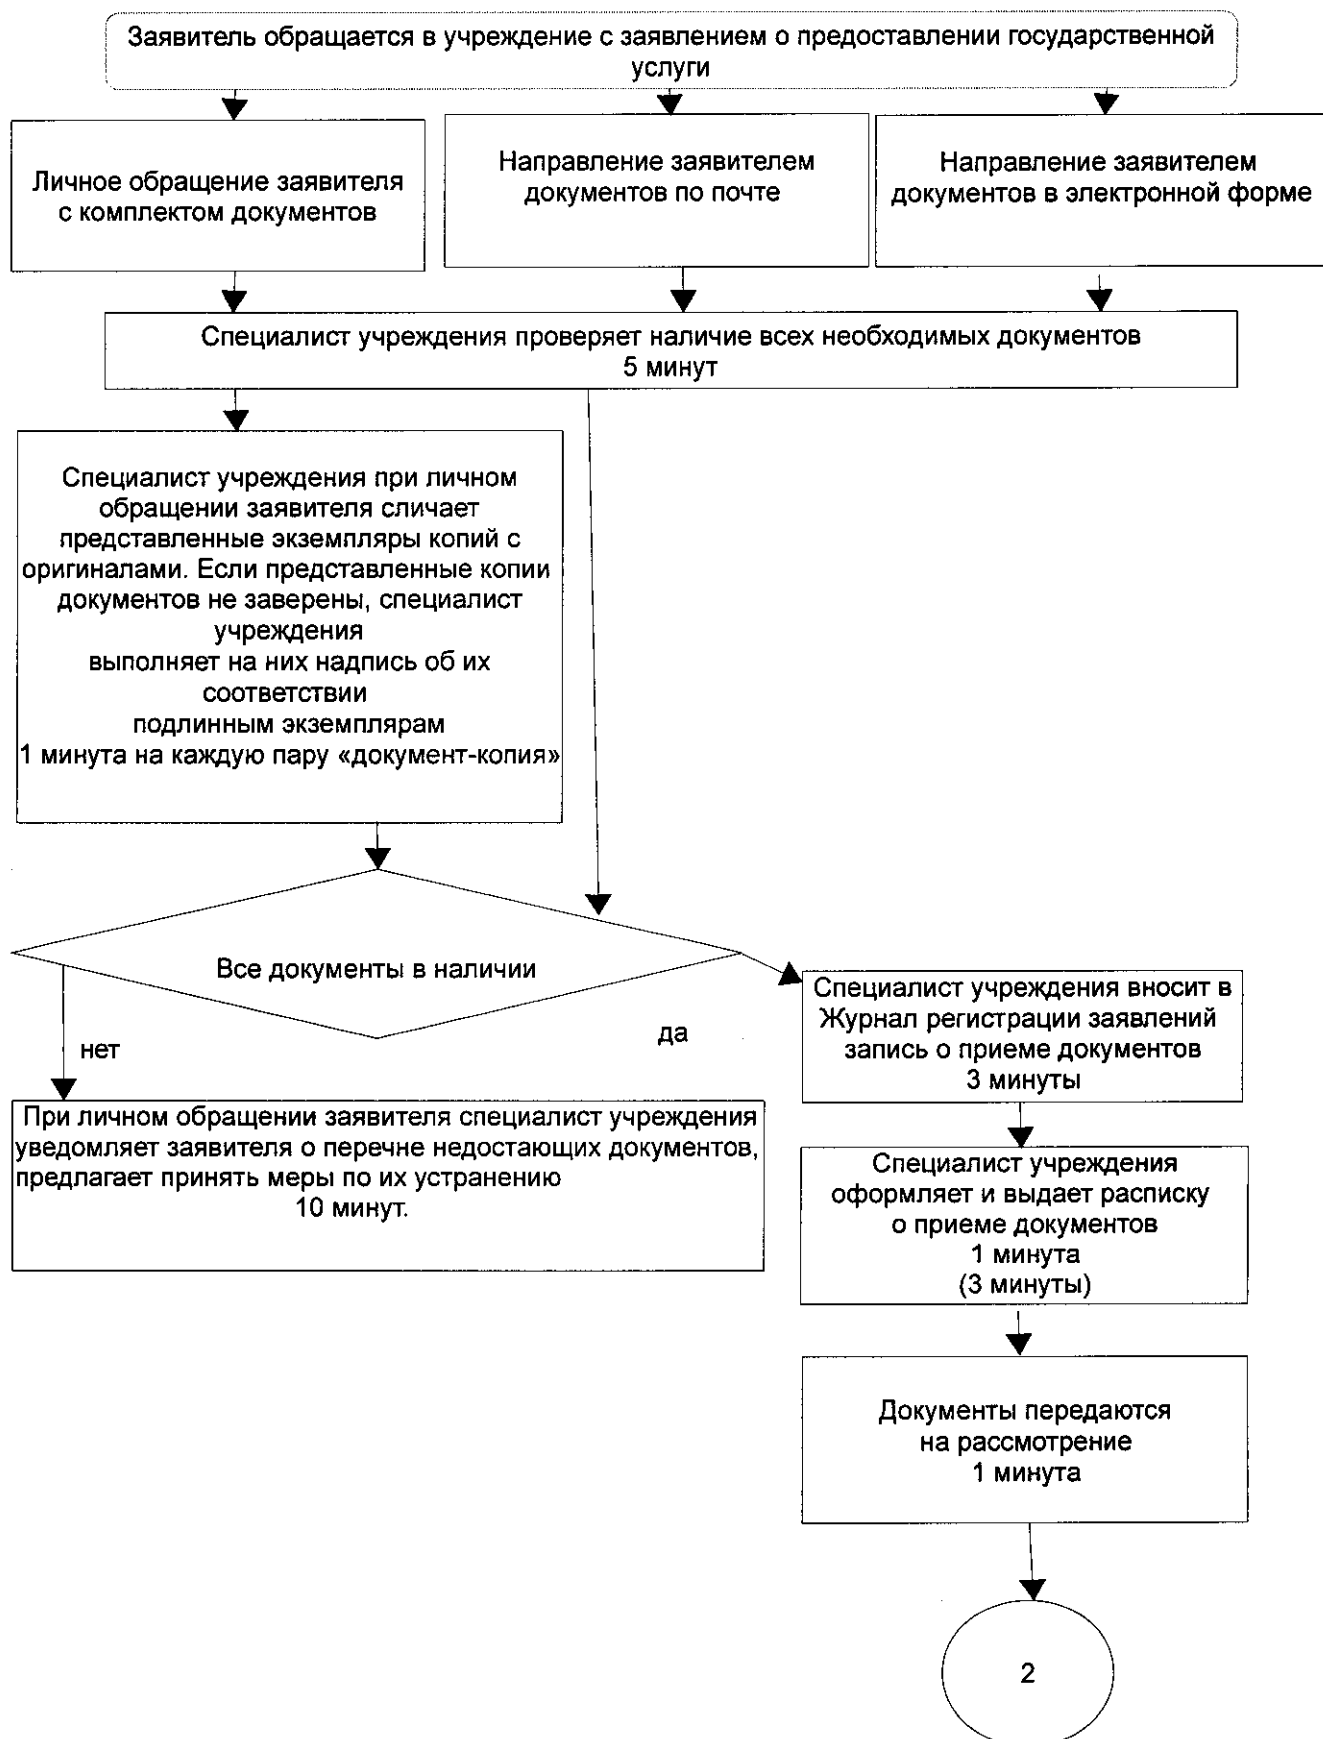 Заявитель обращается в учреждение с заявлением о предоставлении государственной
услуги
Личное обращение заявителя
с комплектом документов
Направление заявителем
документов по почте
Направление заявителем
документов в электронной форме
Специалист учреждения проверяет наличие всех необходимых документов
5 минут
Специалист учреждения при личном
обращении заявителя сличает
представленные экземпляры копий с
оригиналами. Если представленные копии
документов не заверены, специалист
учреждения
выполняет на них надпись об их
соответствии
подлинным экземплярам
1 минута на каждую пару «документ-копия»
Все документы в наличии
нет
да
При личном обращении заявителя специалист учреждения
уведомляет заявителя о перечне недостающих документов,
предлагает принять меры по их устранению
10 минут.
Специалист учреждения вносит в
Журнал регистрации заявлений
запись о приеме документов
3 минуты
Специалист учреждения
оформляет и выдает расписку
о приеме документов
1 минута
(3 минуты)
Документы передаются
на рассмотрение
1 минута
2